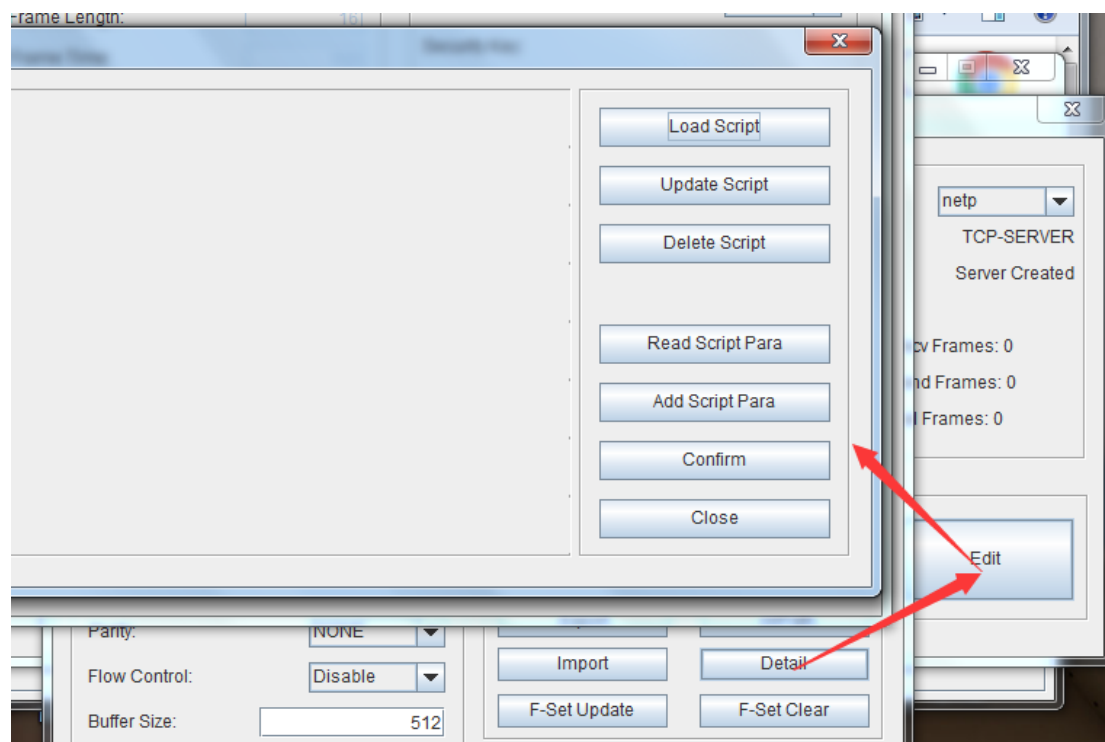 Frame Length:
16
Load Script
Update Script
Delete Script
Read Script Para
Add Script Para
Confirm
Close
netp
TCP-SERVER
Server Created
cv Frames: 0
nd Frames: 0
l Frames: 0
Edit
Parity:
NONE
Import
Detail
Flow Control:
Disable
F-Set Update
F-Set Clear
Buffer Size:
512